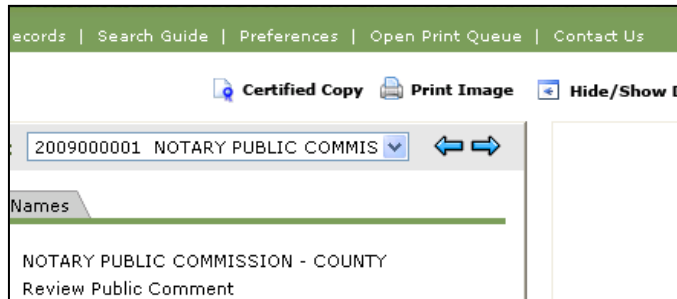 ecords | Search Guide | Preferences | Open Print Queue | Contact Us
Certified Copy Print Image Hide/Show
: 2009000001 NOTARY PUBLIC COMMIS
Names
NOTARY PUBLIC COMMISSION - COUNTY
Review Public Comment